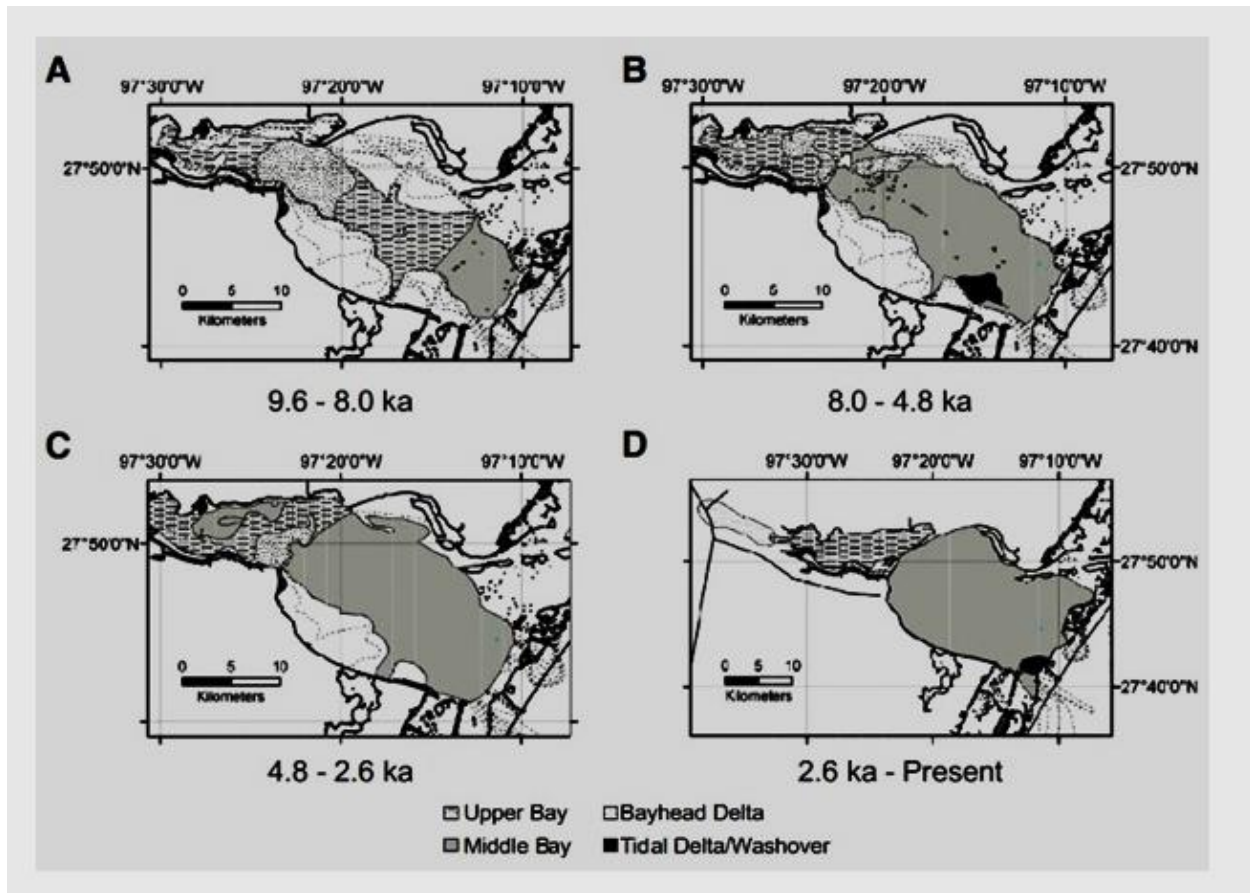 A
B
97°30'0"W 97°20'0"W 97°10'0"W
97°30'0"W 97°20'0"W 97°10'0"W
27°50'0"N
27°50'0"N
0 5 10
Kilometers
0 5 10
Kilometers
27°40'0"N
9.6 - 8.0 ka
8.0 - 4.8 ka
C
D
97°30'0"W 97°20'0"W 97°10'0"W
97°30'0"W 97°20'0"W 97°10'0"W
27°50'0"N
27°50'0"N
0 5 10
Kilometers
0 5 10
Kilometers
27°40'0"N
4.8 - 2.6 ka
2.6 ka - Present
Upper Bay Bayhead Delta
Middle Bay Tidal Delta/Washover